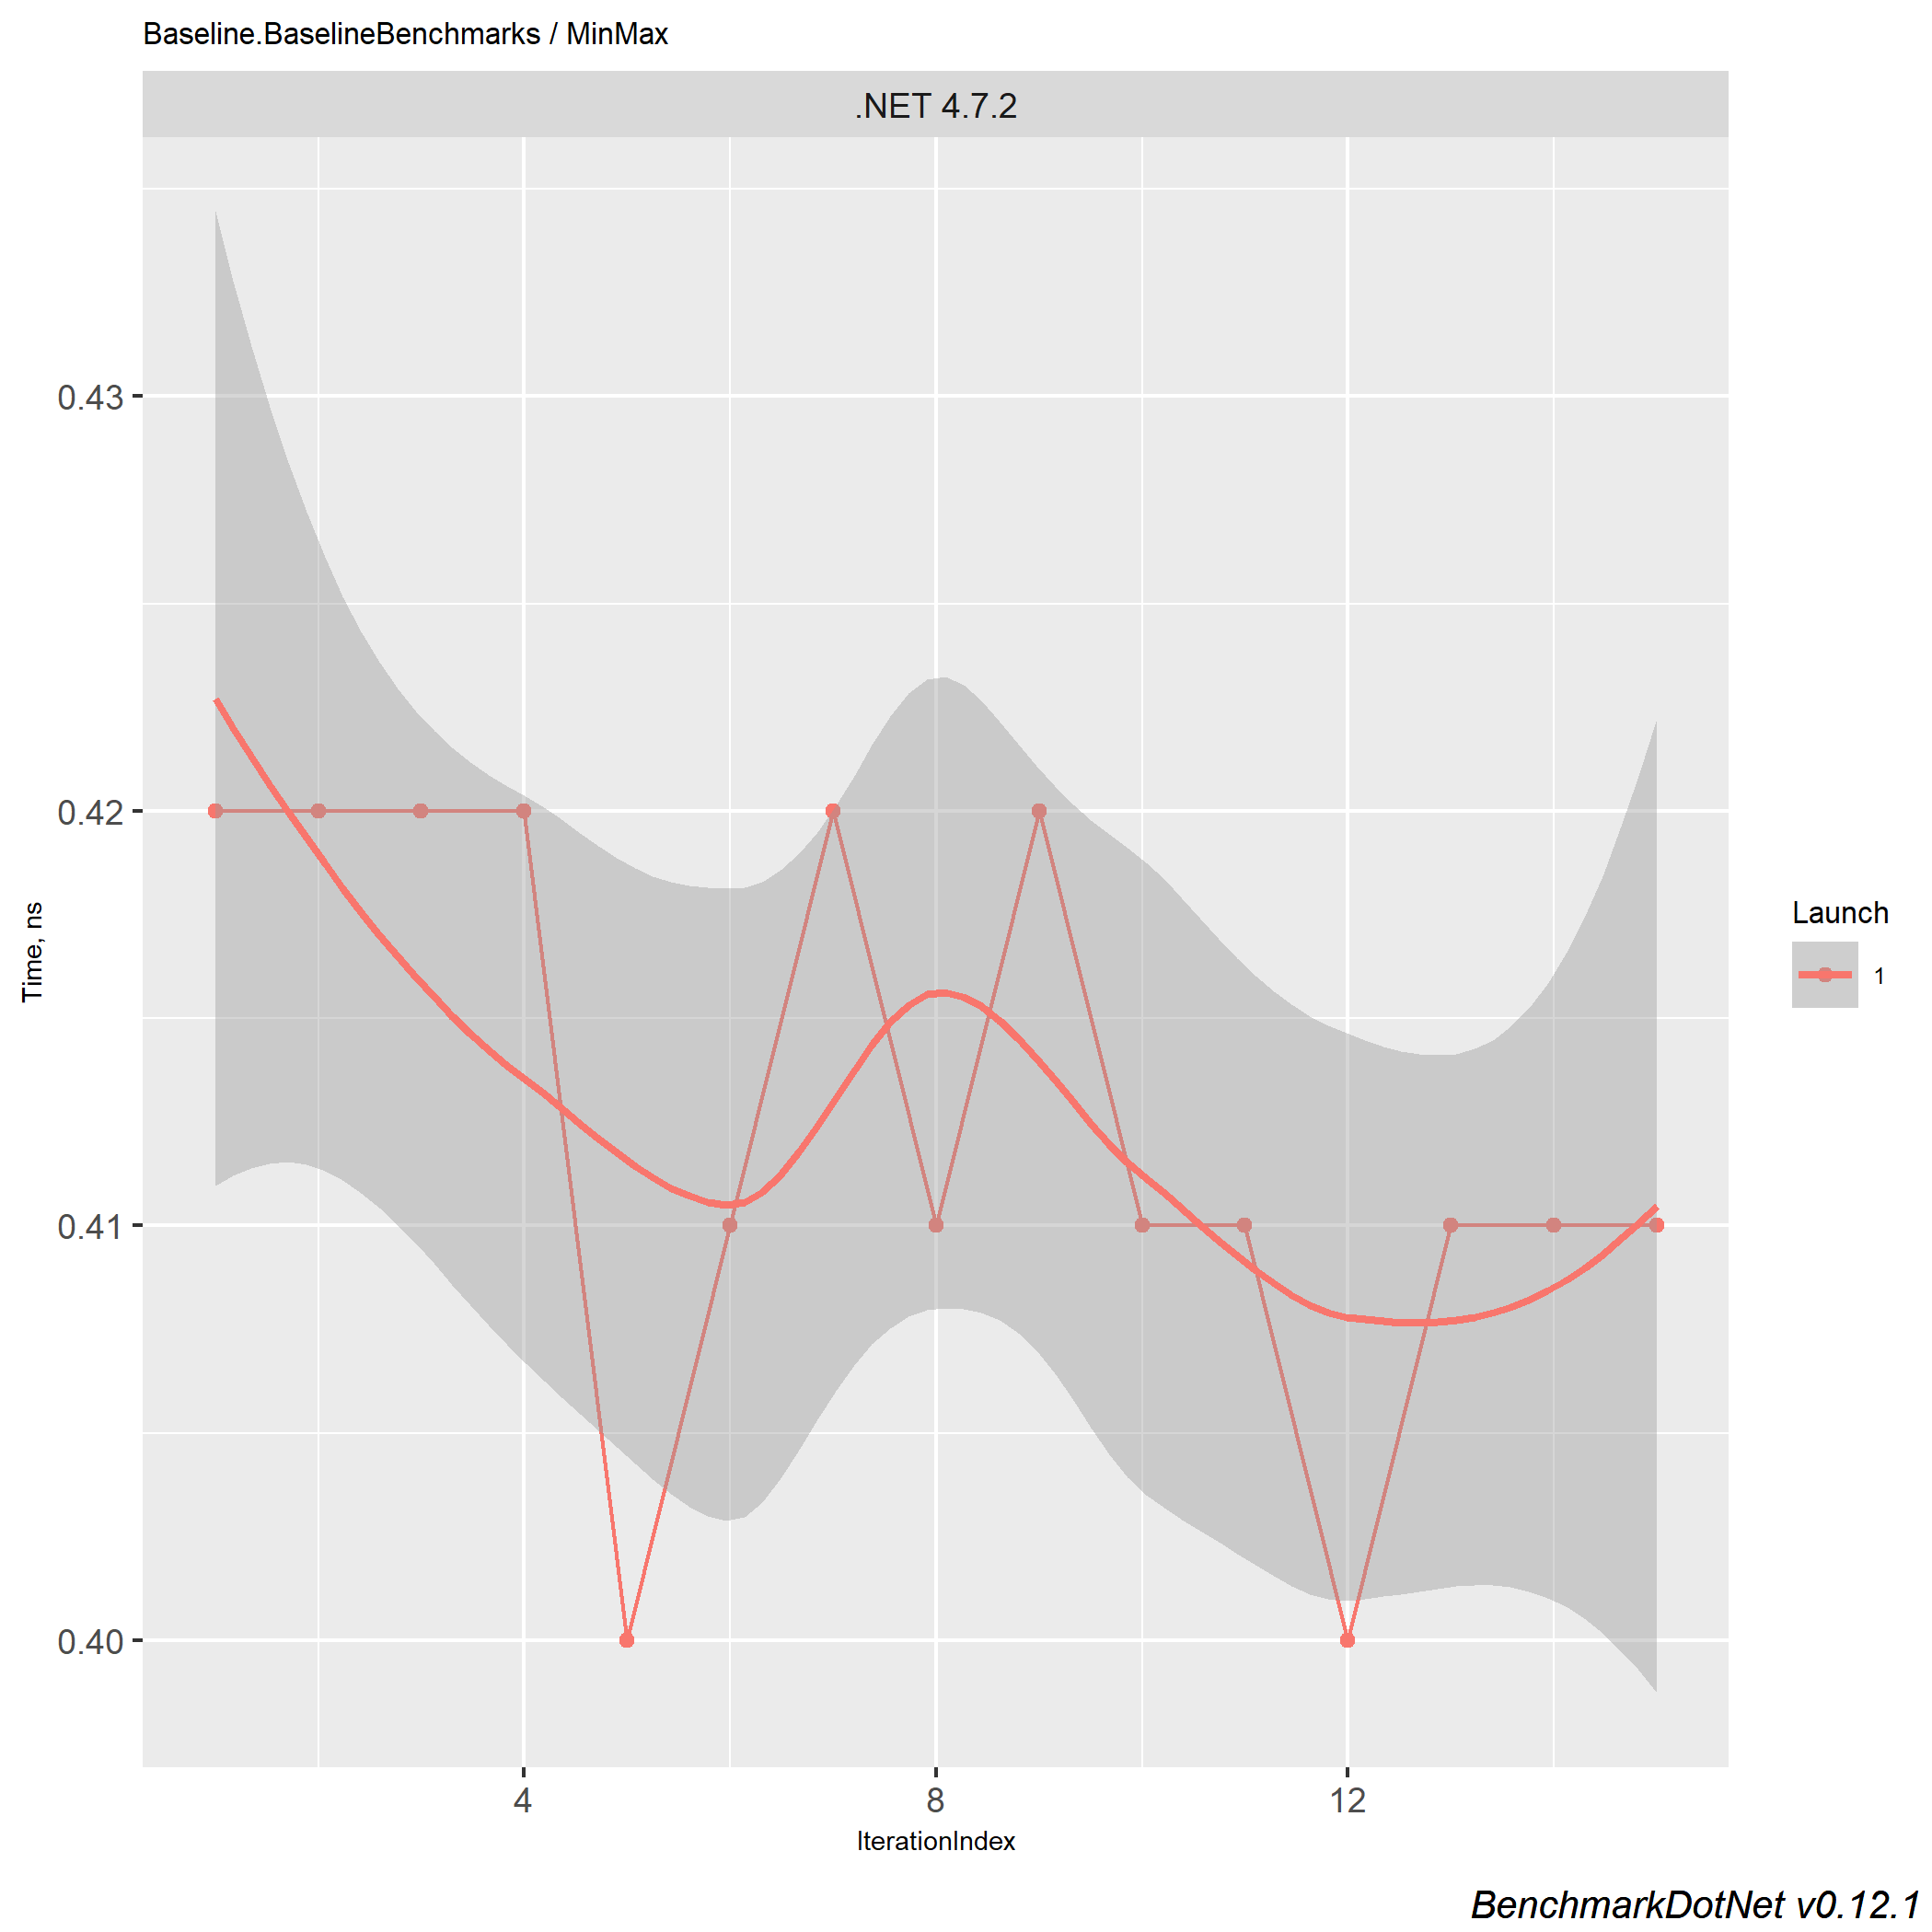 Baseline.BaselineBenchmarks / MinMax
.NET 4.7.2
0.43
0.42
0.41
0.40
Time, ns
4
8
12
IterationIndex
Launch
1
BenchmarkDotNet v0.12.1